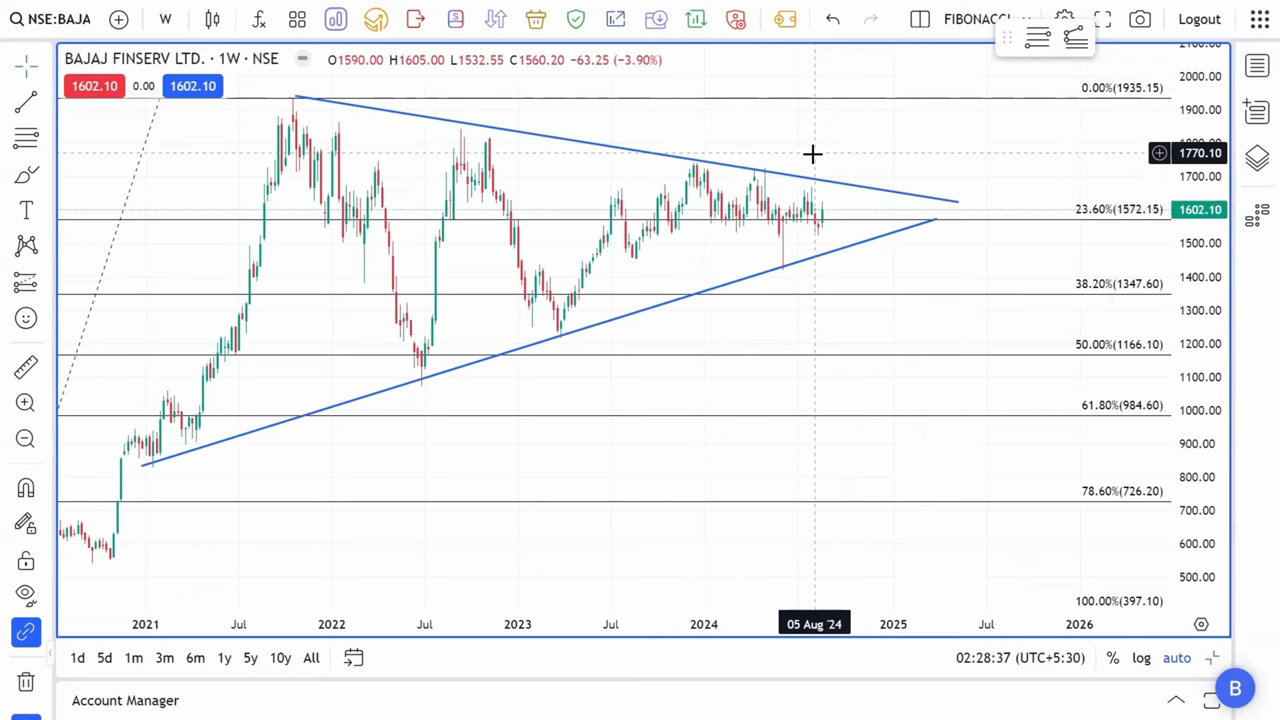 NSE:BAJA W FIBONACCI Logout
BAJAJ FINSERV LTD. · 1W · NSE O1590.00 H1605.00 L1532.55 C1560.20 −63.25 (−3.90%)
1602.10 0.00 1602.10
2000.00
0.00%(1935.15)
1900.00
1770.10
1700.00
23.60%(1572.15) 1602.10
1500.00
38.20%(1347.60)
1400.00
1300.00
50.00%(1166.10) 1200.00
1100.00
61.80%(984.60) 1000.00
900.00
800.00
78.60%(726.20)
700.00
600.00
500.00
100.00%(397.10)
2021 Jul 2022 Jul 2023 Jul 2024 05 Aug '24 2025 Jul 2026
1d 5d 1m 3m 6m 1y 5y 10y All 02:28:37 (UTC+5:30) % log auto
B
Account Manager